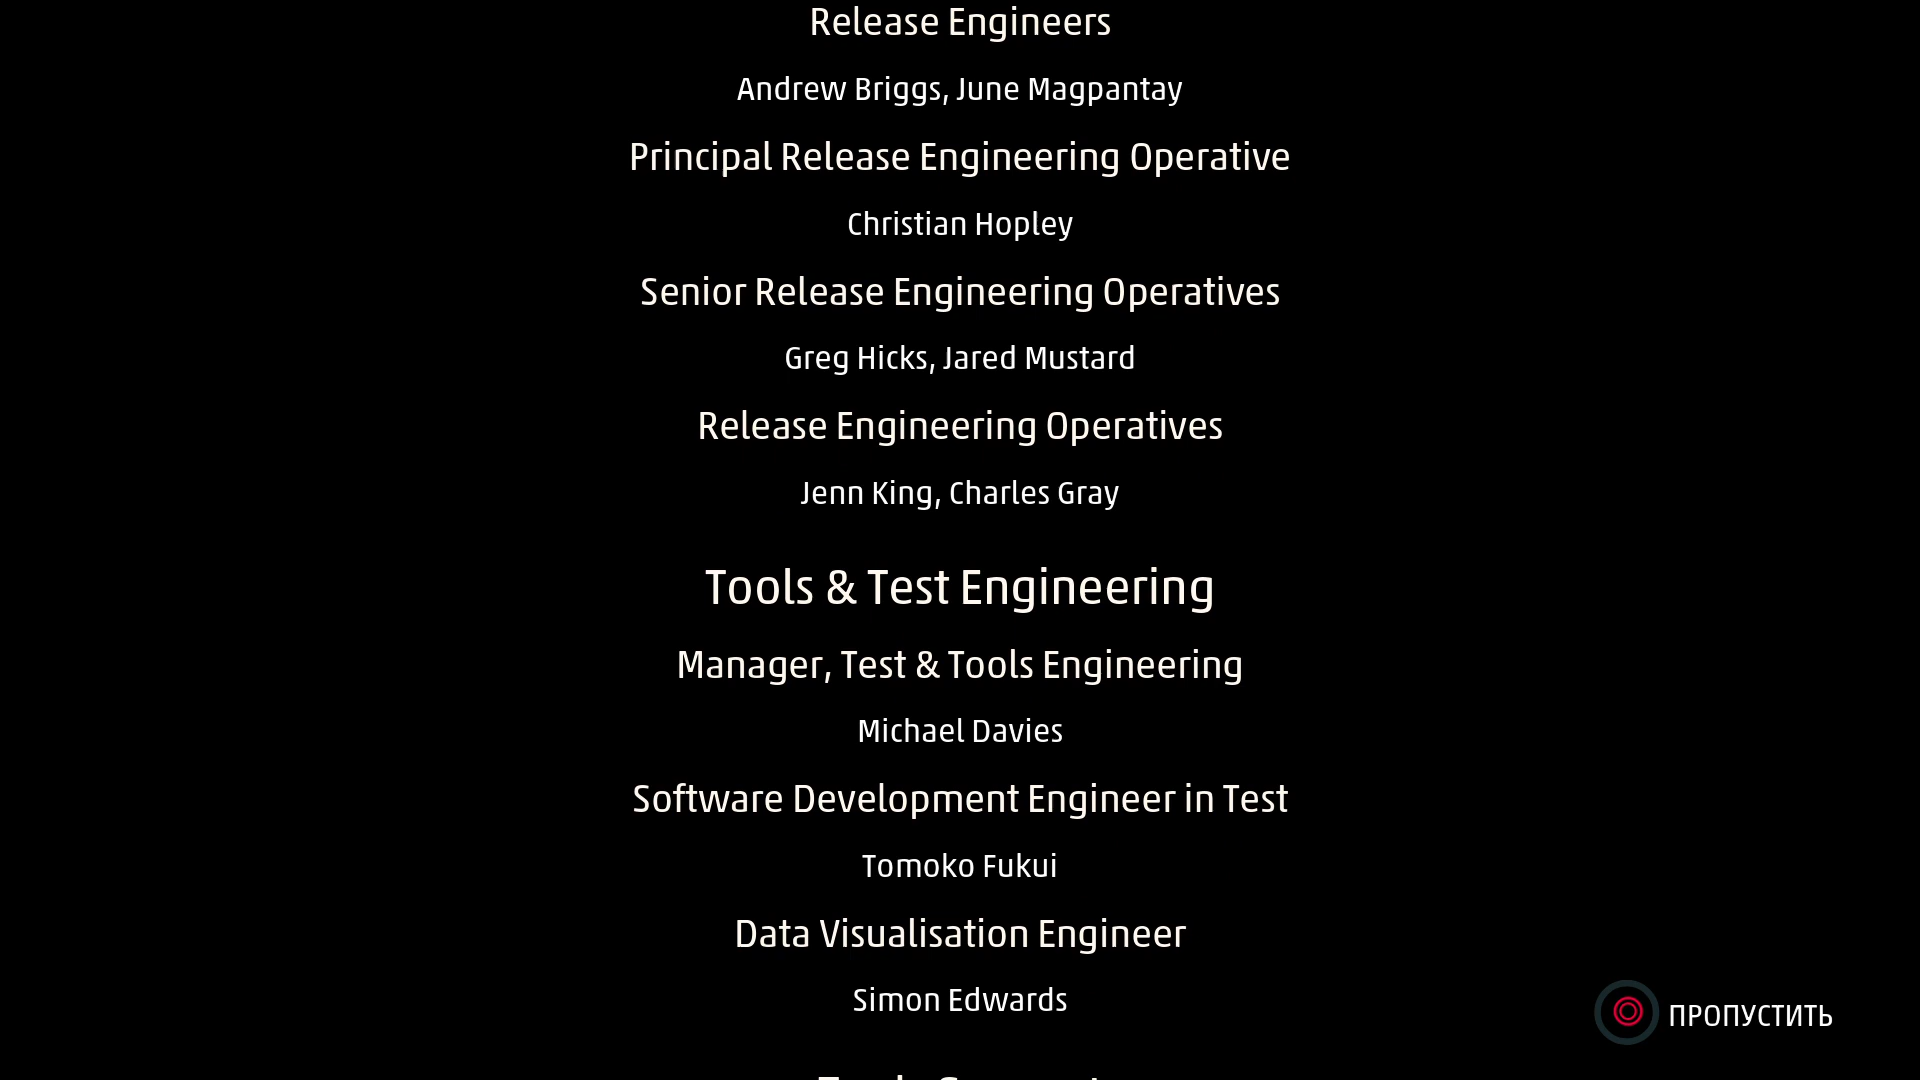 Release Engineers
Andrew Briggs, June Magpantay
Principal Release Engineering Operative
Christian Hopley
Senior Release Engineering Operatives
Greg Hicks, Jared Mustard
Release Engineering Operatives
Jenn King, Charles Gray
Tools & Test Engineering
Manager, Test & Tools Engineering
Michael Davies
Software Development Engineer in Test
Tomoko Fukui
Data Visualisation Engineer
Simon Edwards
ПРОПУСТИТЬ